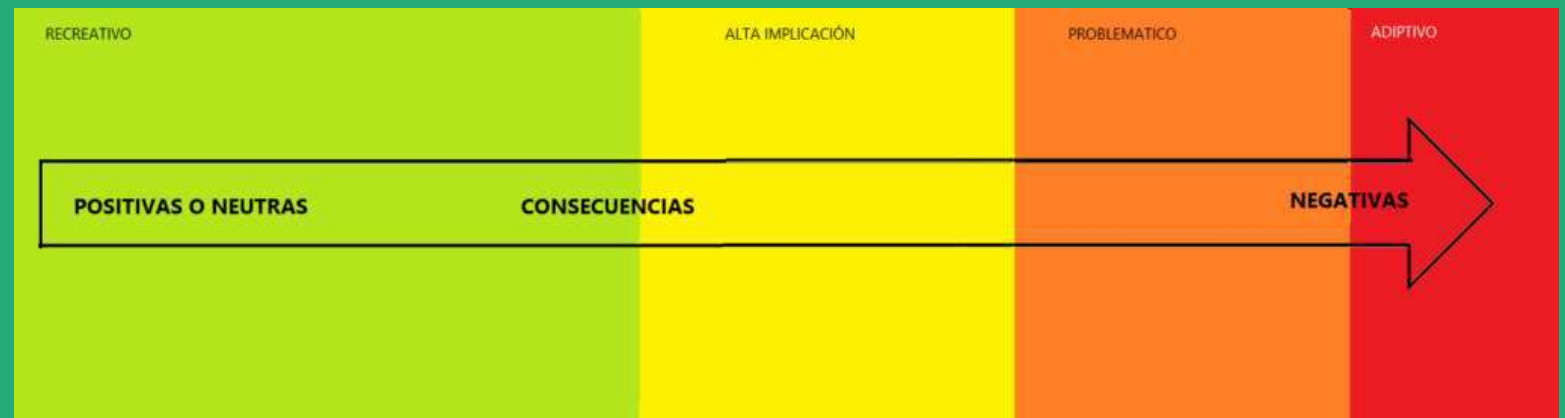 RECREATIVO
ALTA IMPLICACIÓN
PROBLEMATICO
ADIPTIVO
POSITIVAS O NEUTRAS
CONSECUENCIAS
NEGATIVAS